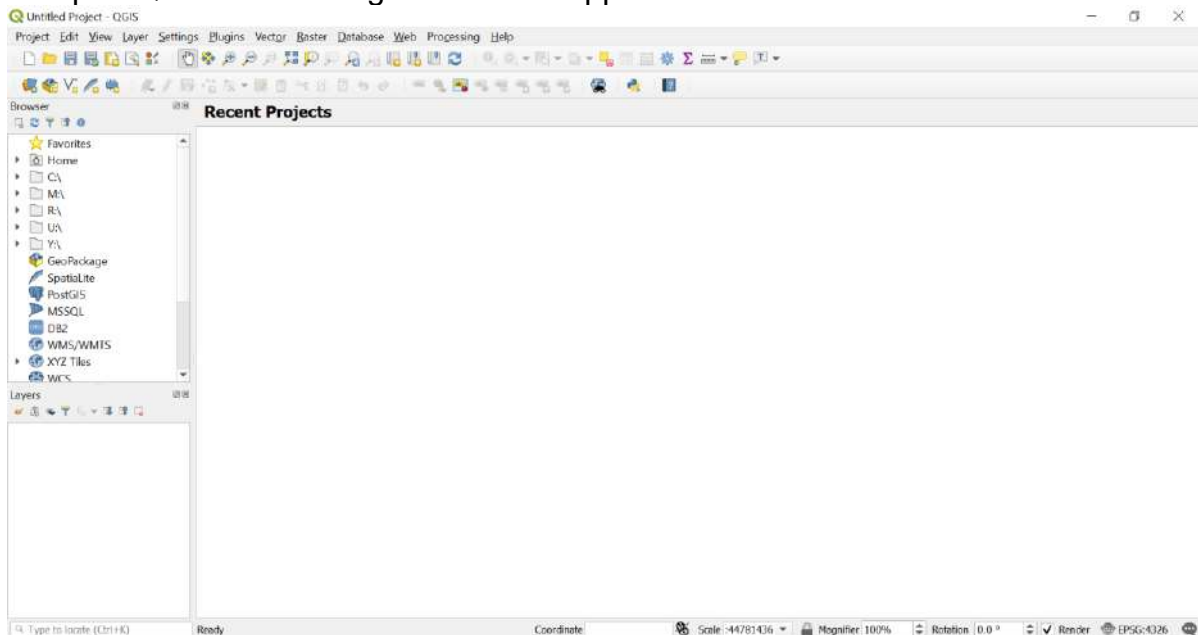 Untitled Project - QGIS
Project Edit View Layer Settings Plugins Vector Raster Database Web Processing Help
Browser
Recent Projects
Favorites
Home
C:\
M:\
R:\
U:\
Y:\
GeoPackage
SpatiaLite
PostGIS
MSSQL
DB2
WMS/WMTS
XYZ Tiles
WCS
Layers
Type to locate (Ctrl+K) Ready Coordinate Scale :44781436 Magnifier 100% Rotation 0.0 ° Render EPSG:4326